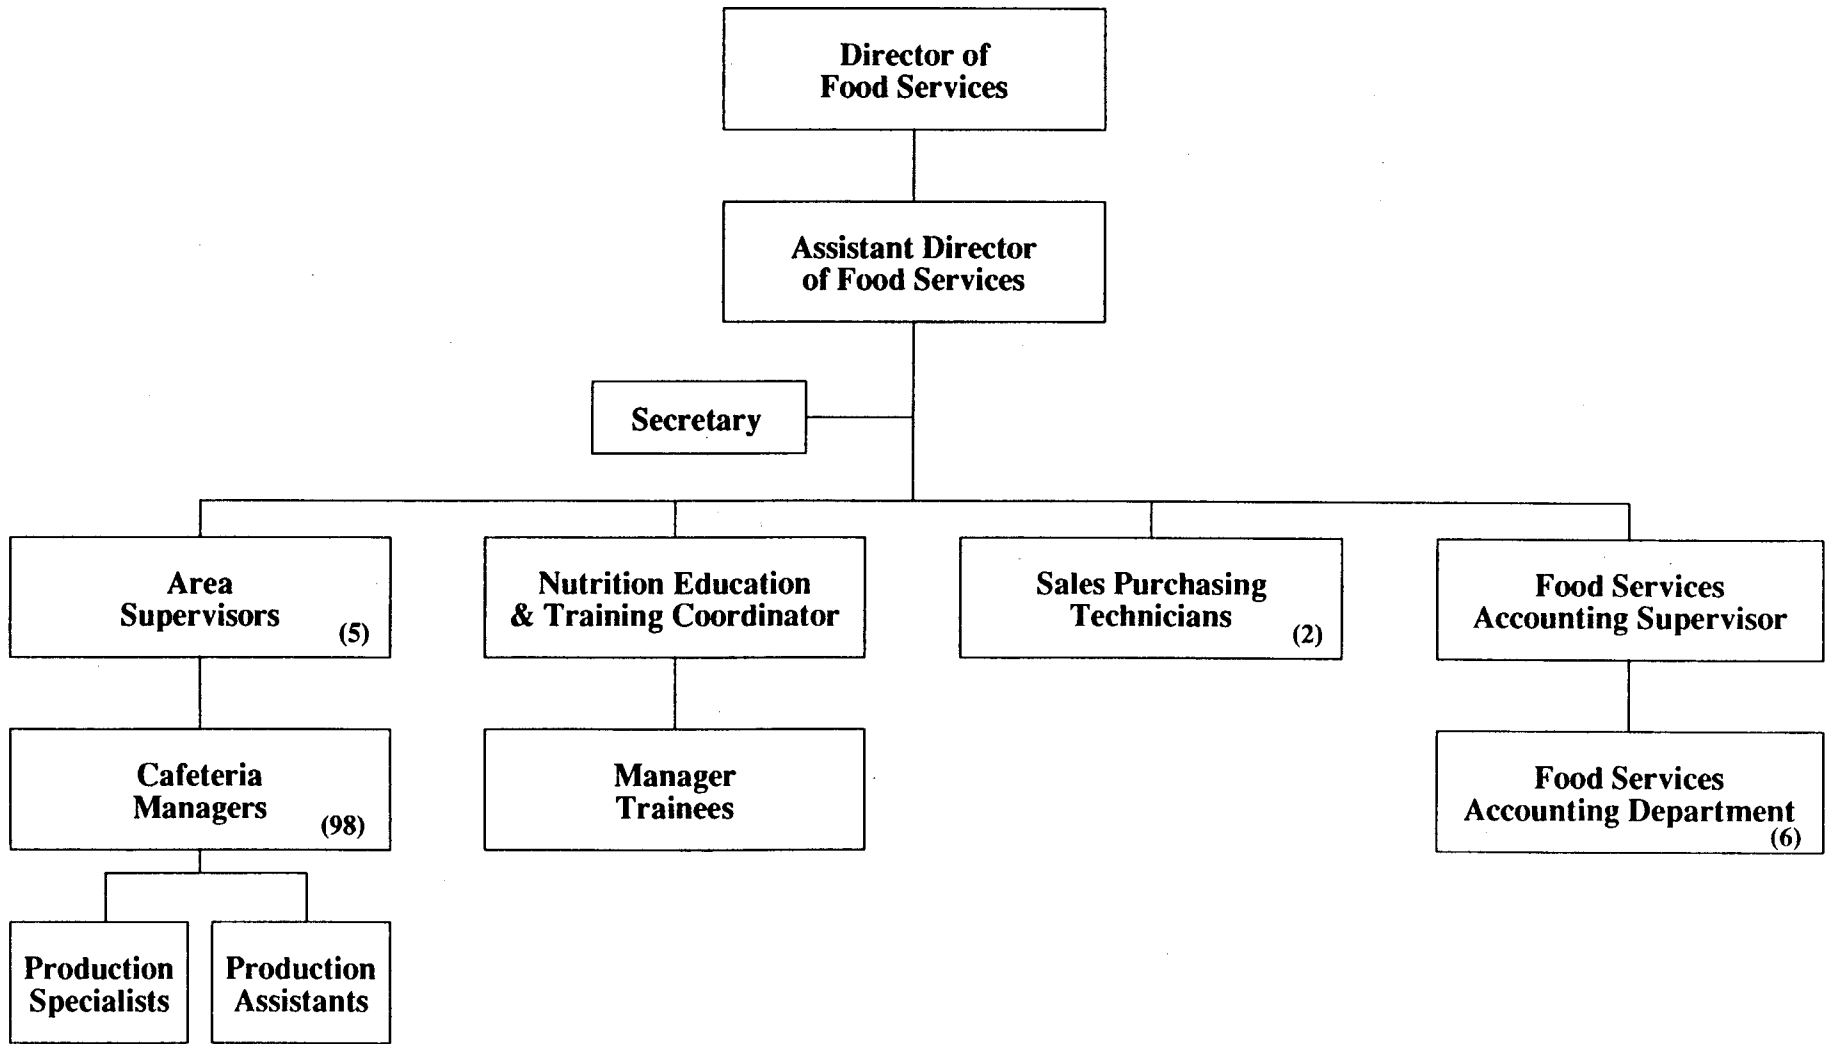 Director of
Food Services
Assistant Director
of Food Services
Secretary
Area
Supervisors
(5)
Nutrition Education
& Training Coordinator
Sales Purchasing
Technicians
(2)
Food Services
Accounting Supervisor
Cafeteria
Managers
(98)
Manager
Trainees
Food Services
Accounting Department
(6)
Production
Specialists
Production
Assistants